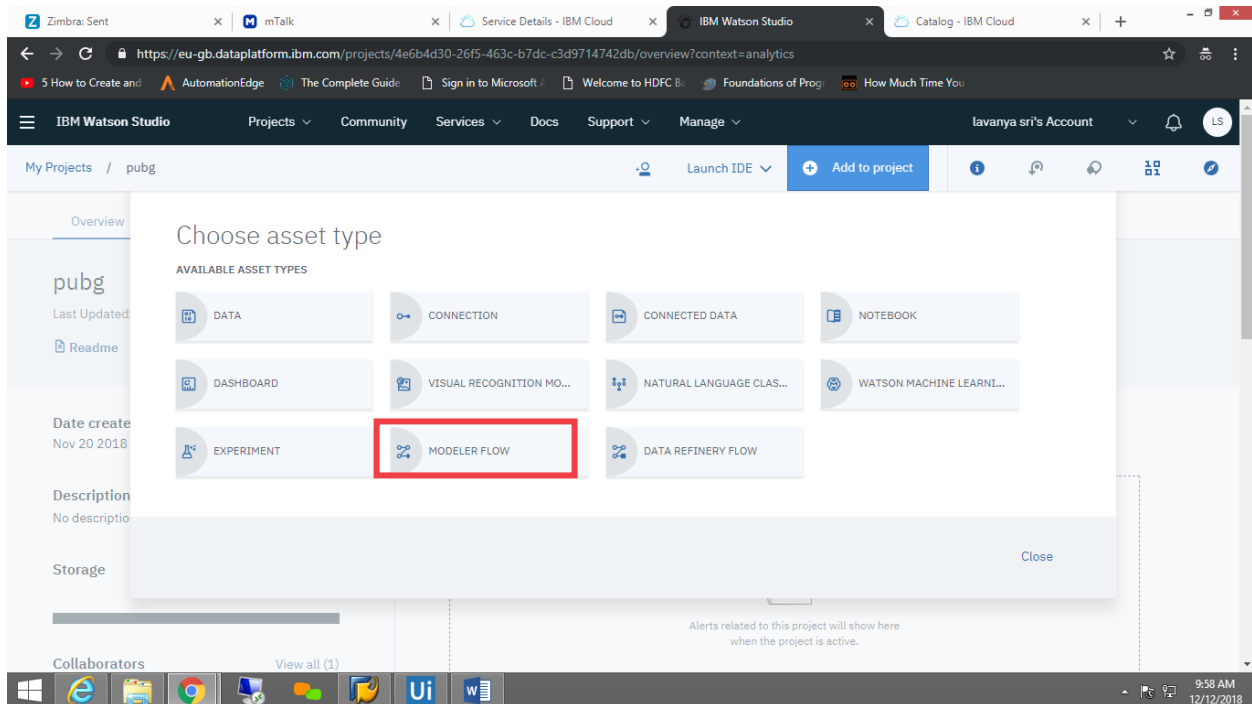 Zimbra: Sent
mTalk
Service Details - IBM Cloud
IBM Watson Studio
Catalog - IBM Cloud
https://eu-gb.dataplatform.ibm.com/projects/4e6b4d30-26f5-463c-b7dc-c3d9714742db/overview?context=analytics
5 How to Create and
AutomationEdge
The Complete Guide
Sign in to Microsoft
Welcome to HDFC Ba
Foundations of Progr
How Much Time You
IBM Watson Studio
Projects
Community
Services
Docs
Support
Manage
lavanya sri's Account
LS
My Projects / pubg
Launch IDE
Add to project
Overview
Choose asset type
AVAILABLE ASSET TYPES
pubg
Last Updated
Readme
DATA
CONNECTION
CONNECTED DATA
NOTEBOOK
DASHBOARD
VISUAL RECOGNITION MO...
NATURAL LANGUAGE CLAS...
WATSON MACHINE LEARNI...
EXPERIMENT
MODELER FLOW
DATA REFINERY FLOW
Date create
Nov 20 2018
Description
No descriptio
Close
Storage
Alerts related to this project will show here
when the project is active.
Collaborators
View all (1)
Ui
9:58 AM
12/12/2018